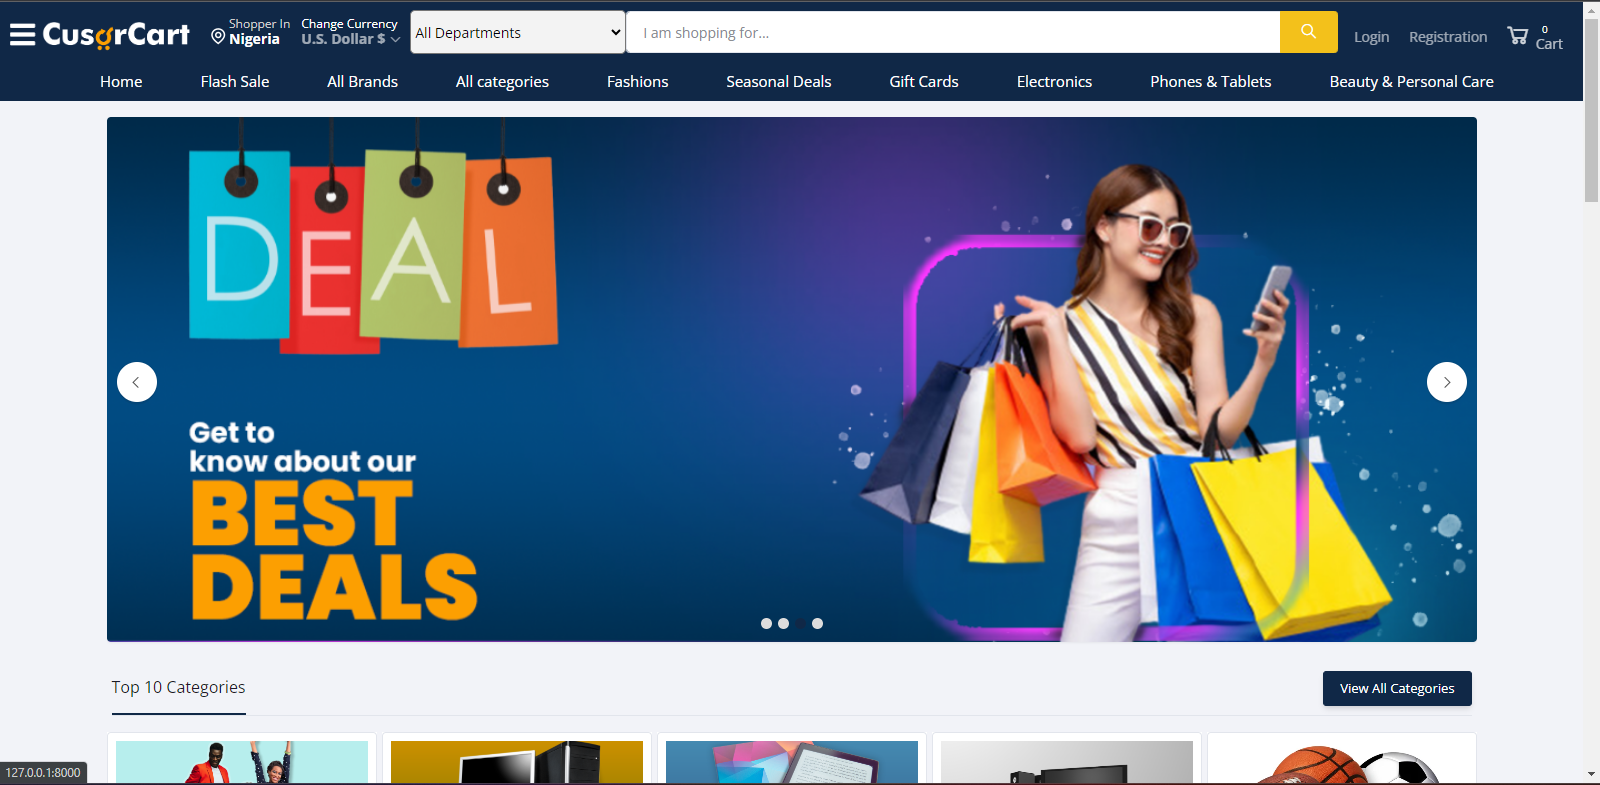 CusorCart
Shopper In
Nigeria
Change Currency
U.S. Dollar $
All Departments
I am shopping for...
Login
Registration
0
Cart
Home
Flash Sale
All Brands
All categories
Fashions
Seasonal Deals
Gift Cards
Electronics
Phones & Tablets
Beauty & Personal Care
DEAL
Get to
know about our
BEST
DEALS
Top 10 Categories
View All Categories
127.0.0.1:8000